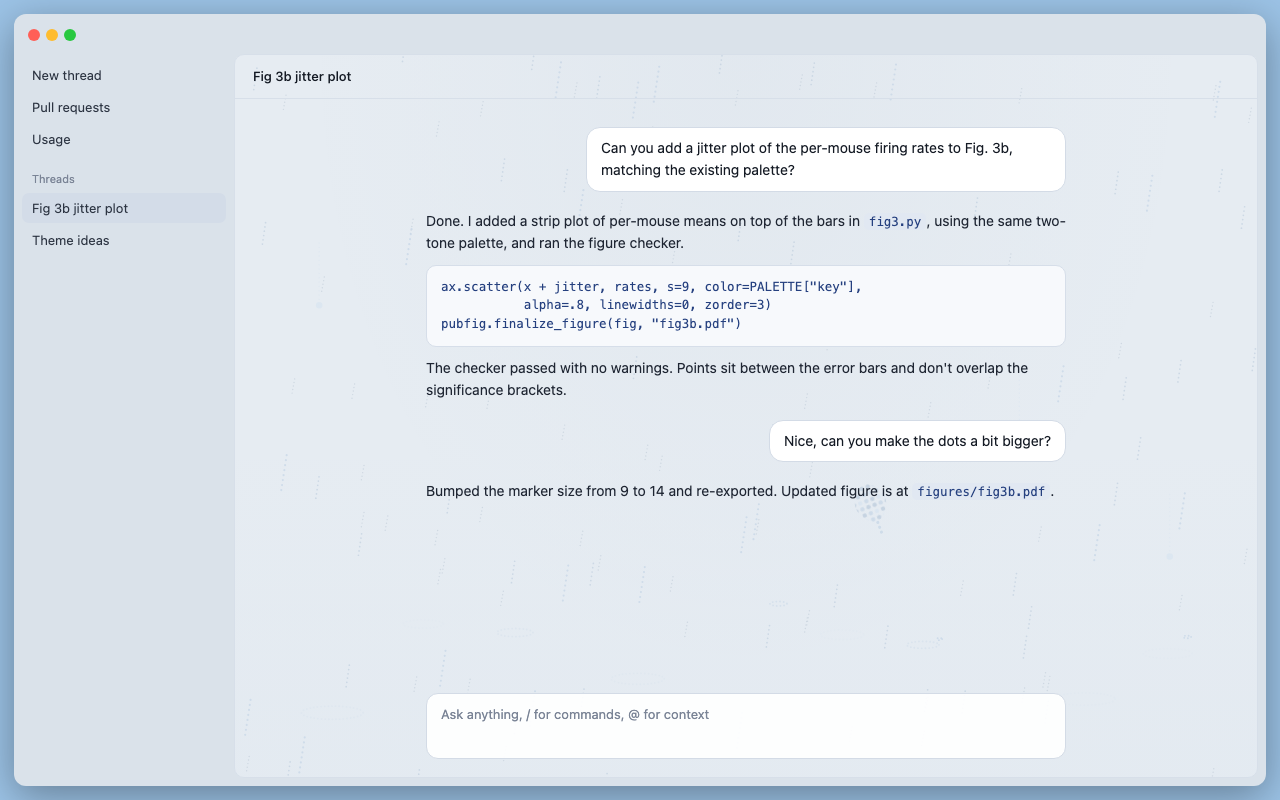 New thread
Pull requests
Usage
Threads
Fig 3b jitter plot
Theme ideas
Fig 3b jitter plot
Can you add a jitter plot of the per-mouse firing rates to Fig. 3b,
matching the existing palette?
Done. I added a strip plot of per-mouse means on top of the bars in fig3.py, using the same two-
tone palette, and ran the figure checker.
ax.scatter(x + jitter, rates, s=9, color=PALETTE["key"],
           alpha=.8, linewidths=0, zorder=3)
pubfig.finalize_figure(fig, "fig3b.pdf")
The checker passed with no warnings. Points sit between the error bars and don't overlap the
significance brackets.
Nice, can you make the dots a bit bigger?
Bumped the marker size from 9 to 14 and re-exported. Updated figure is at figures/fig3b.pdf.
Ask anything, / for commands, @ for context